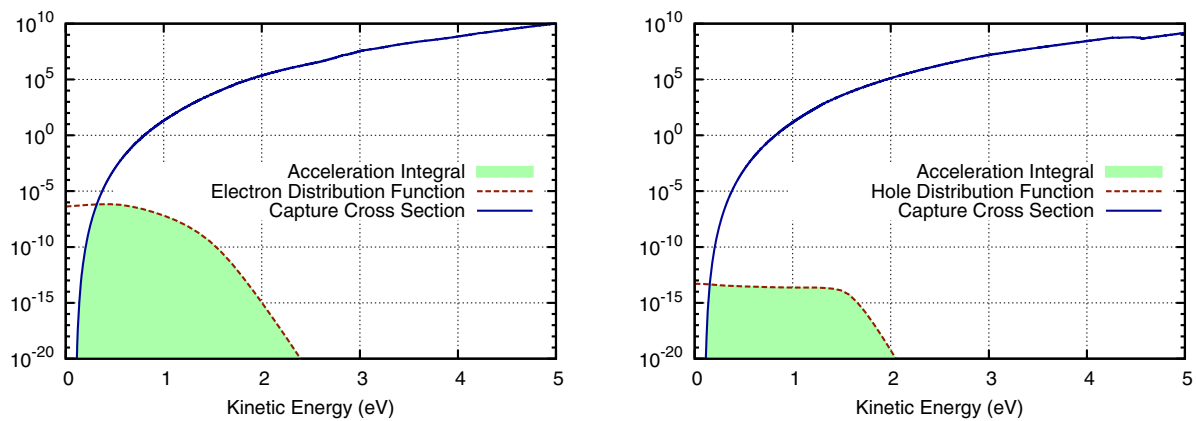 10^10
10^5
10^0
10^-5
10^-10
10^-15
10^-20
Acceleration Integral
Electron Distribution Function
Capture Cross Section
0 1 2 3 4 5
Kinetic Energy (eV)
10^10
10^5
10^0
10^-5
10^-10
10^-15
10^-20
Acceleration Integral
Hole Distribution Function
Capture Cross Section
0 1 2 3 4 5
Kinetic Energy (eV)